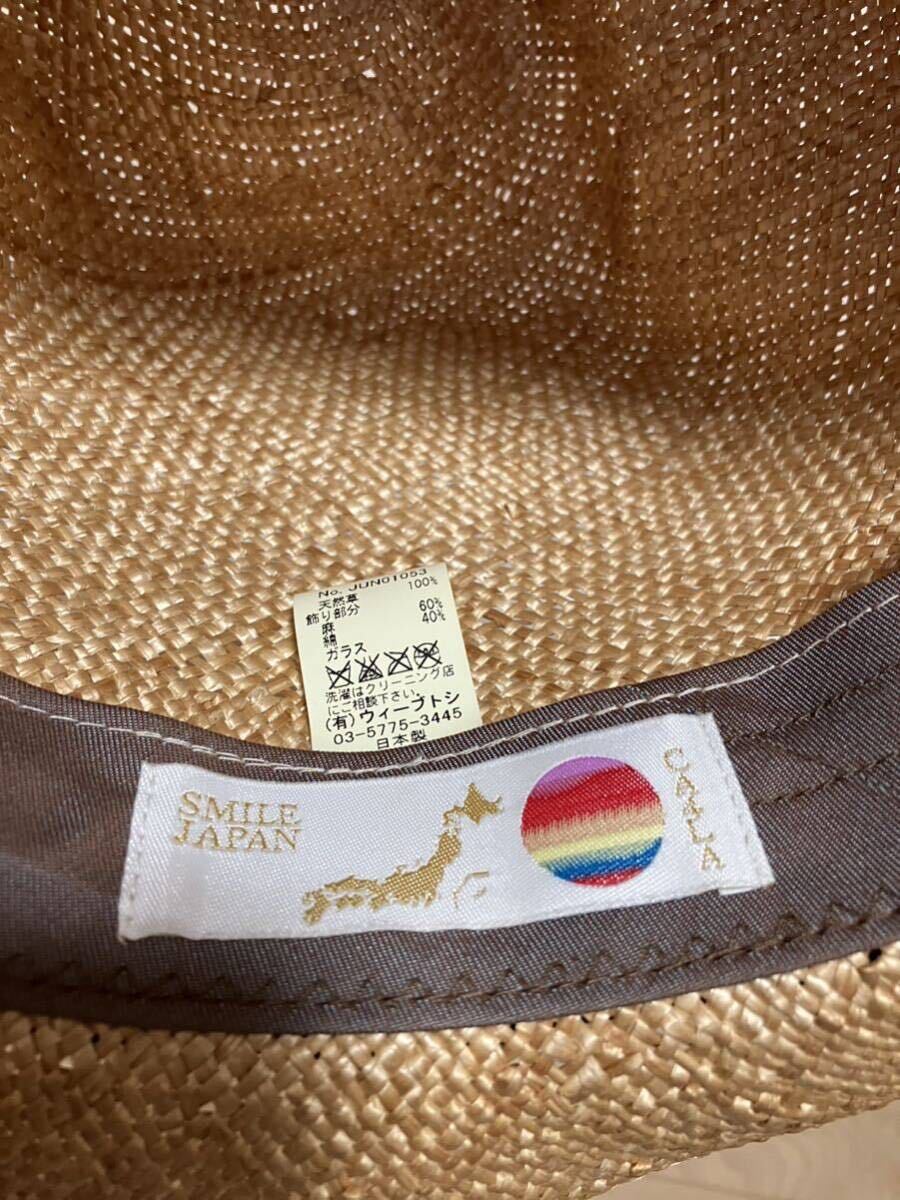 No. JUN01053
天然草 100%
飾り部分
麻 60%
綿 40%
ガラス
洗濯はクリーニング店
にご相談下さい。
(有)ウィーブトシ
03-5775-3445
日本製
SMILE
JAPAN
CA4LA